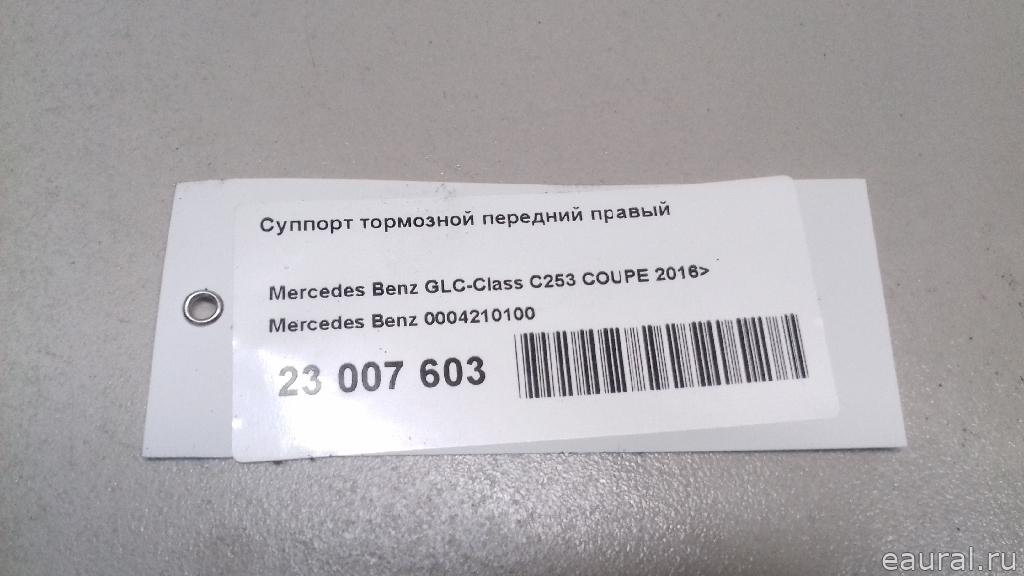 Суппорт тормозной передний правый
Mercedes Benz GLC-Class C253 COUPE 2016>
Mercedes Benz 0004210100
23 007 603
eaural.ru